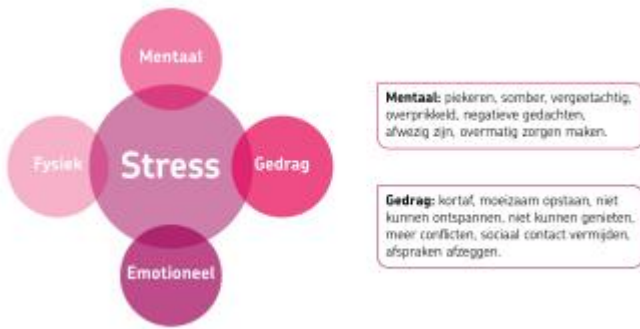 Mentaal
Fysiek
Stress
Gedrag
Emotioneel
Mentaal: piekeren, somber, vergeetachtig,
overprikkeld, negatieve gedachten,
afwezig zijn, overmatig zorgen maken.
Gedrag: kortaf, moeizaam opstaan, niet
kunnen ontspannen, niet kunnen genieten,
meer conflicten, sociaal contact vermijden,
afspraken afzeggen.